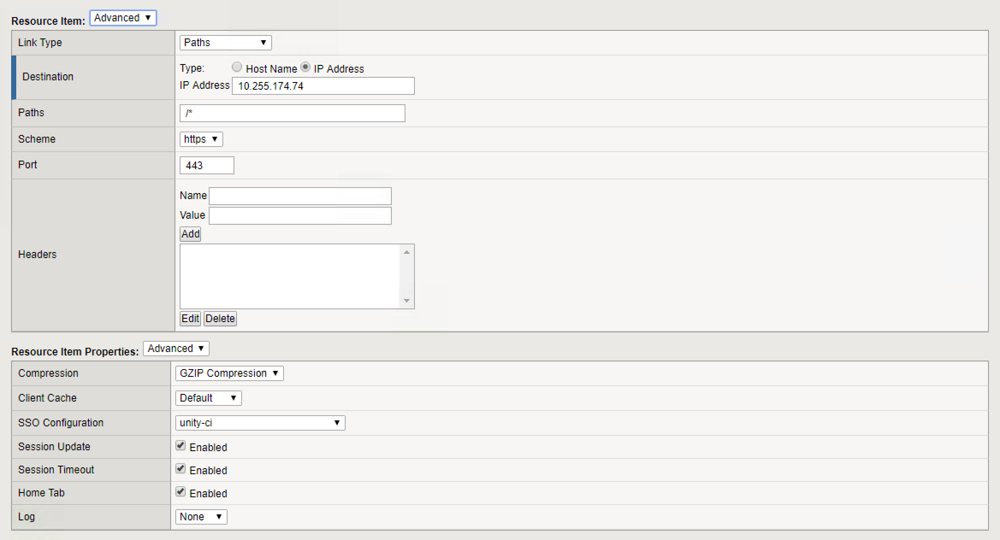 Resource Item: Advanced
Link Type Paths
Type: Host Name IP Address
Destination
IP Address 10.255.174.74
Paths /*
Scheme https
Port 443
Name
Value
Add
Headers
Edit Delete
Resource Item Properties: Advanced
Compression GZIP Compression
Client Cache Default
SSO Configuration unity-ci
Session Update Enabled
Session Timeout Enabled
Home Tab Enabled
Log None